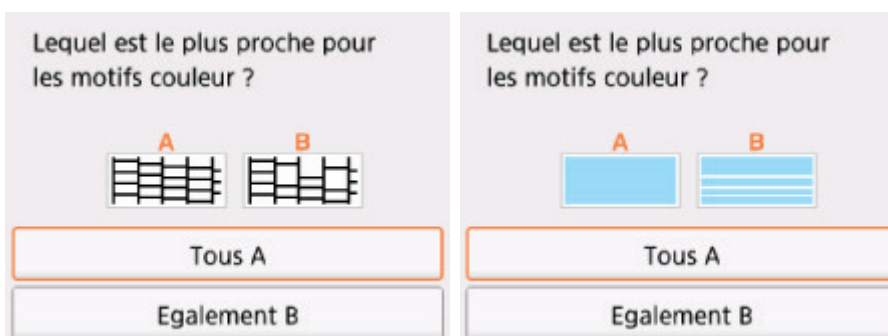 Lequel est le plus proche pour
les motifs couleur ?
A B
Tous A
Egalement B
Lequel est le plus proche pour
les motifs couleur ?
A B
Tous A
Egalement B